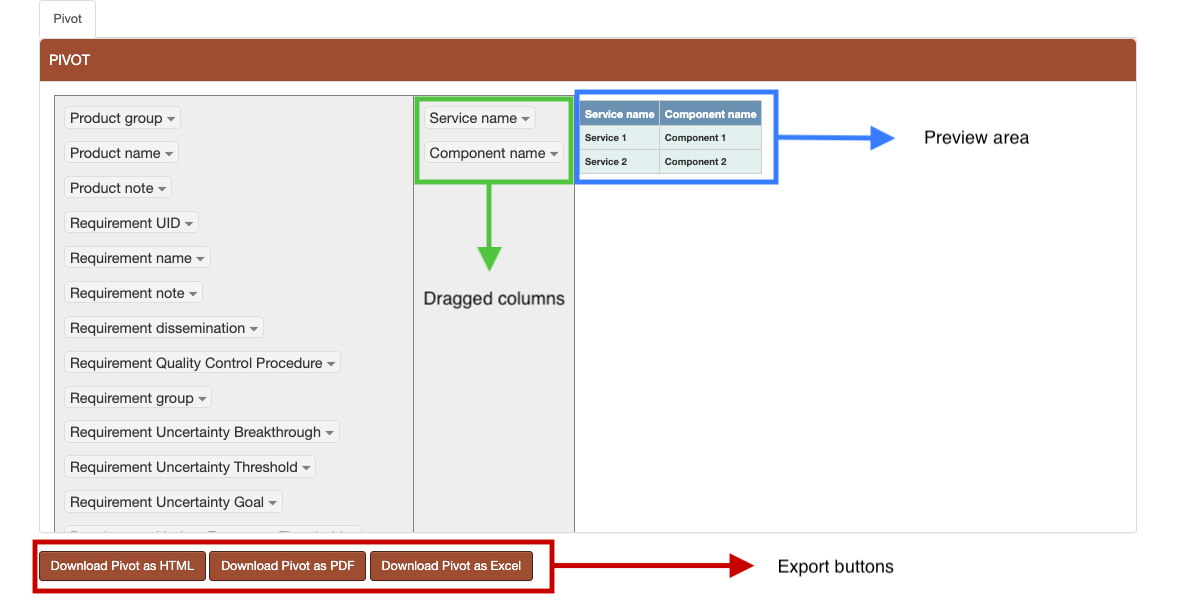 Pivot
PIVOT
Product group
Product name
Product note
Requirement UID
Requirement name
Requirement note
Requirement dissemination
Requirement Quality Control Procedure
Requirement group
Requirement Uncertainty Breakthrough
Requirement Uncertainty Threshold
Requirement Uncertainty Goal
Service name
Component name
Dragged columns
Service name Component name
Service 1 Component 1
Service 2 Component 2
Preview area
Download Pivot as HTML Download Pivot as PDF Download Pivot as Excel
Export buttons